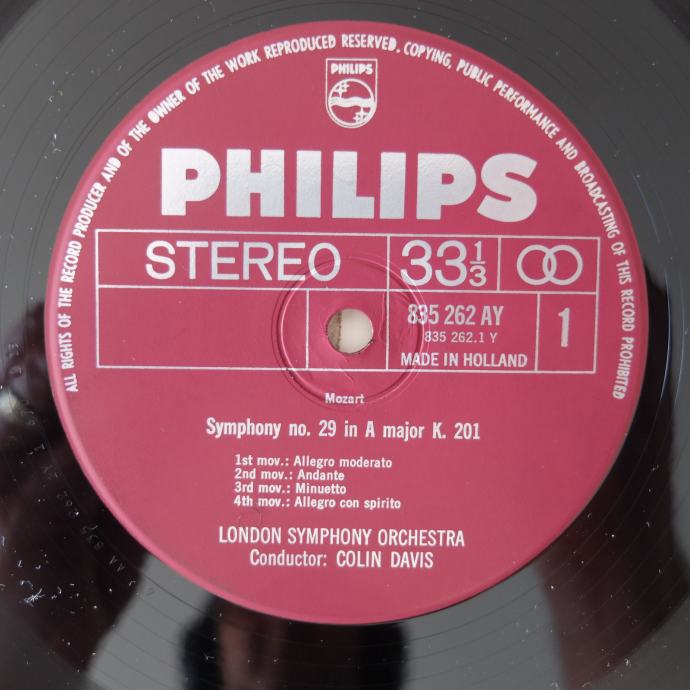 ALL RIGHTS OF THE RECORD PRODUCER AND OF THE OWNER OF THE WORK REPRODUCED RESERVED. COPYING, PUBLIC PERFORMANCE AND BROADCASTING OF THIS RECORD PROHIBITED
PHILIPS
PHILIPS
STEREO
33 1/3
835 262 AY
835 262.1 Y
MADE IN HOLLAND
1
Mozart
Symphony no. 29 in A major K. 201
1st mov.: Allegro moderato
2nd mov.: Andante
3rd mov.: Minuetto
4th mov.: Allegro con spirito
LONDON SYMPHONY ORCHESTRA
Conductor: COLIN DAVIS